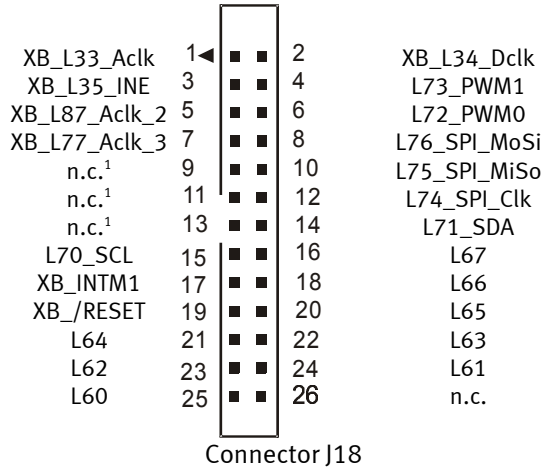 XB_L33_Aclk 1 2 XB_L34_Dclk
XB_L35_INE 3 4 L73_PWM1
XB_L87_Aclk_2 5 6 L72_PWM0
XB_L77_Aclk_3 7 8 L76_SPI_MoSi
n.c.¹ 9 10 L75_SPI_MiSo
n.c.¹ 11 12 L74_SPI_Clk
n.c.¹ 13 14 L71_SDA
L70_SCL 15 16 L67
XB_INTM1 17 18 L66
XB_/RESET 19 20 L65
L64 21 22 L63
L62 23 24 L61
L60 25 26 n.c.
Connector J18